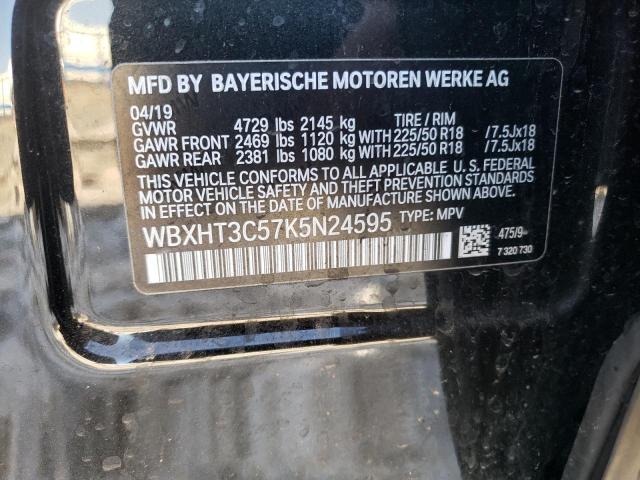 MFD BY BAYERISCHE MOTOREN WERKE AG
04/19
GVWR 4729 lbs 2145 kg TIRE / RIM
GAWR FRONT 2469 lbs 1120 kg WITH 225/50 R18 /7.5Jx18
GAWR REAR 2381 lbs 1080 kg WITH 225/50 R18 /7.5Jx18
THIS VEHICLE CONFORMS TO ALL APPLICABLE U. S. FEDERAL
MOTOR VEHICLE SAFETY AND THEFT PREVENTION STANDARDS
IN EFFECT ON THE DATE OF MANUFACTURE SHOWN ABOVE.
WBXHT3C57K5N24595 TYPE: MPV
475/9
7 320 730